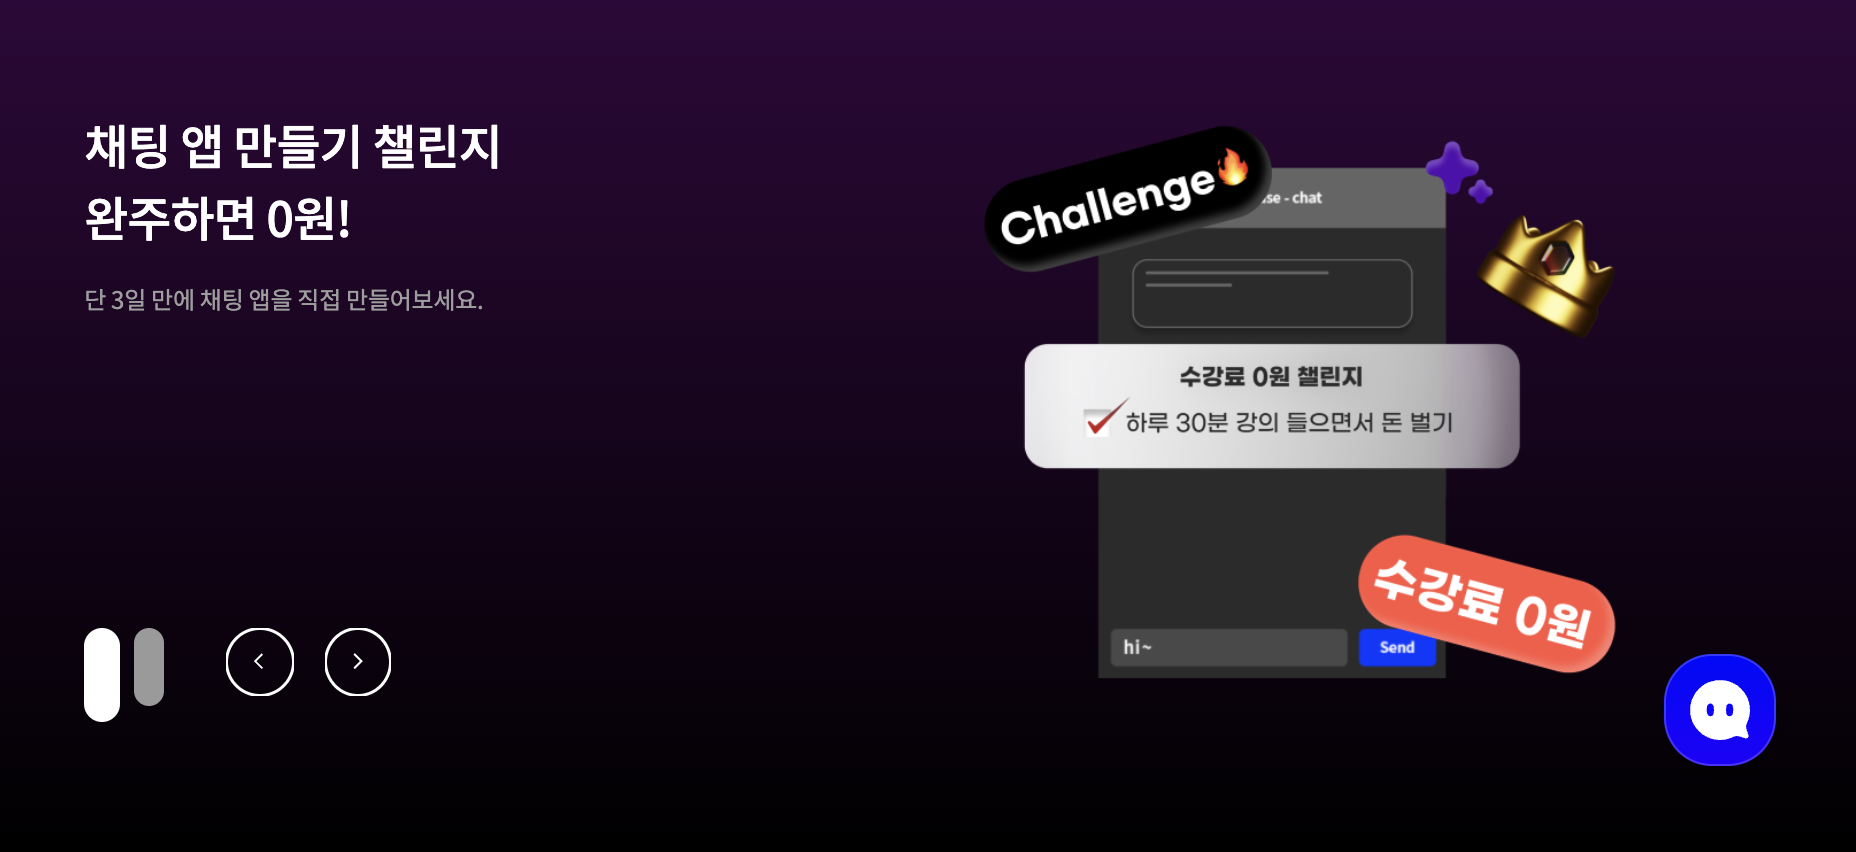 채팅 앱 만들기 챌린지
완주하면 0원!
단 3일 만에 채팅 앱을 직접 만들어보세요.
Challenge🔥
- chat
수강료 0원 챌린지
하루 30분 강의 들으면서 돈 벌기
수강료 0원
hi~
Send